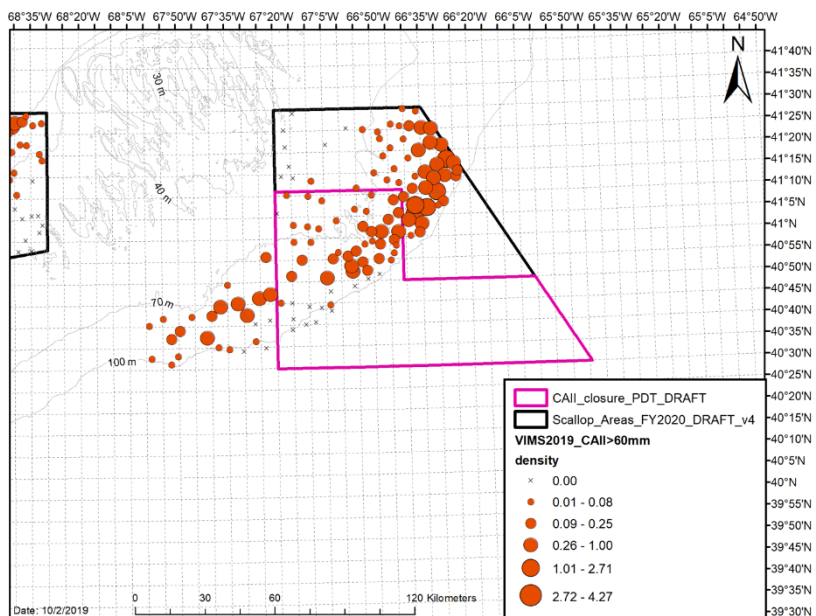 68°35'W 68°20'W 68°5'W 67°50'W 67°35'W 67°20'W 67°5'W 66°50'W 66°35'W 66°20'W 66°5'W 65°50'W 65°35'W 65°20'W 65°5'W 64°50'W
N
41°40'N
41°35'N
41°30'N
41°25'N
41°20'N
41°15'N
41°10'N
41°5'N
41°N
40°55'N
40°50'N
40°45'N
40°40'N
40°35'N
40°30'N
40°25'N
40°20'N
40°15'N
40°10'N
40°5'N
40°N
39°55'N
39°50'N
39°45'N
39°40'N
39°35'N
39°30'N
30 m
40 m
70 m
100 m
CAII_closure_PDT_DRAFT
Scallop_Areas_FY2020_DRAFT_v4
VIMS2019_CAII>60mm
density
0.00
0.01 - 0.08
0.09 - 0.25
0.26 - 1.00
1.01 - 2.71
2.72 - 4.27
0 30 60 120 Kilometers
Date: 10/2/2019